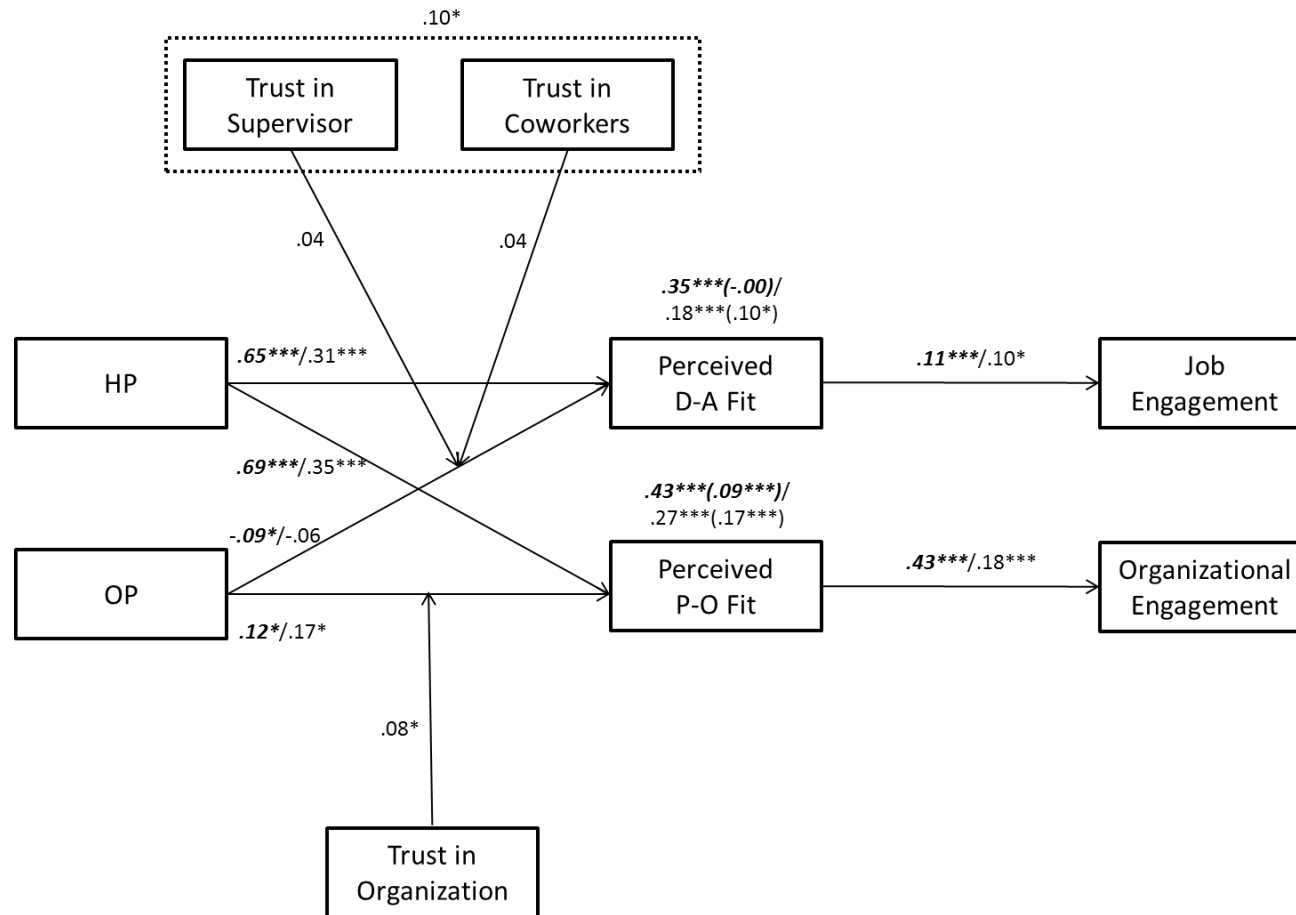 .10*
Trust in
Supervisor
Trust in
Coworkers
.04
.04
.35***(-.00)/
.18***(.10*)
HP
.65***/.31***
Perceived
D-A Fit
.11***/.10*
Job
Engagement
.69***/.35***
.43***(.09***)/
.27***(.17***)
-.09*/-.06
OP
.12*/.17*
Perceived
P-O Fit
.43***/.18***
Organizational
Engagement
.08*
Trust in
Organization